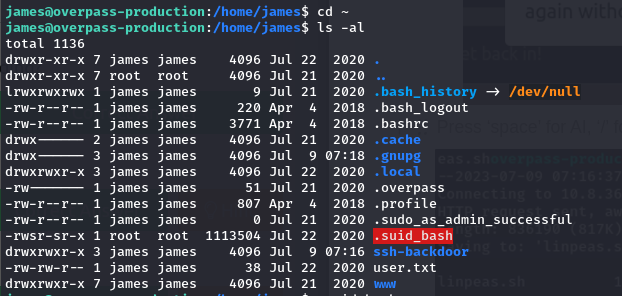 again with
james@overpass-production:/home/james$ cd ~
james@overpass-production:/home/james$ ls -al
total 1136
drwxr-xr-x 7 james james 4096 Jul 22 2020 .
drwxr-xr-x 7 root root 4096 Jul 21 2020 ..
lrwxrwxrwx 1 james james 9 Jul 21 2020 .bash_history → /dev/null
-rw-r--r-- 1 james james 220 Apr 4 2018 .bash_logout
-rw-r--r-- 1 james james 3771 Apr 4 2018 .bashrc
drwx------ 2 james james 4096 Jul 21 2020 .cache
drwx------ 3 james james 4096 Jul 9 07:18 .gnupg
drwxrwxr-x 3 james james 4096 Jul 22 2020 .local
-rw------- 1 james james 51 Jul 21 2020 .overpass
-rw-r--r-- 1 james james 807 Apr 4 2018 .profile
-rw-r--r-- 1 james james 0 Jul 21 2020 .sudo_as_admin_successful
-rwsr-sr-x 1 root root 1113504 Jul 22 2020 .suid_bash
drwxrwxr-x 3 james james 4096 Jul 9 07:16 ssh-backdoor
-rw-rw-r-- 1 james james 38 Jul 22 2020 user.txt
drwxrwxr-x 7 james james 4096 Jul 21 2020 www